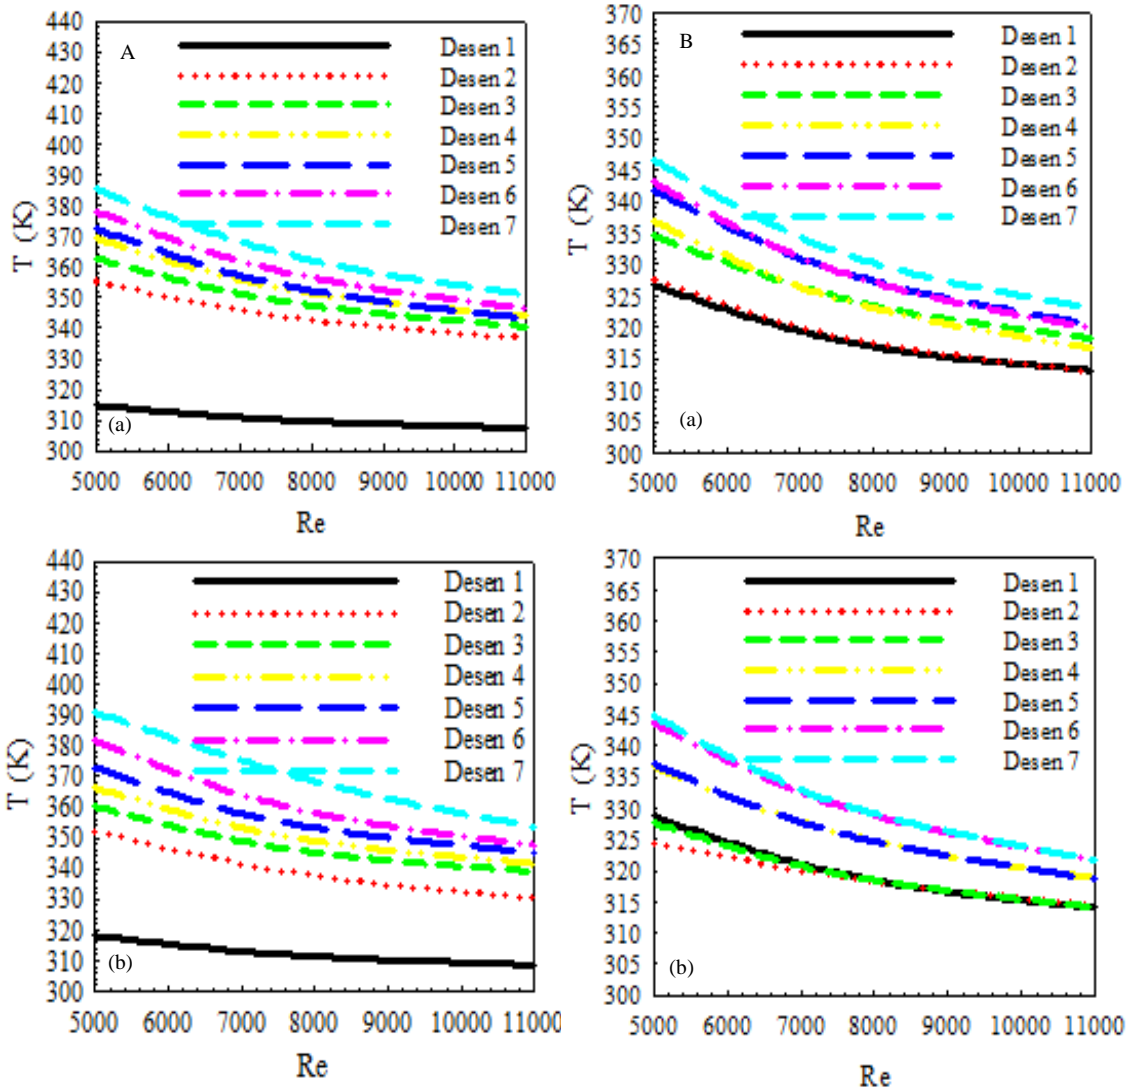 A
T (K)
440
430
420
410
400
390
380
370
360
350
340
330
320
310
300
Desen 1
Desen 2
Desen 3
Desen 4
Desen 5
Desen 6
Desen 7
(a)
5000 6000 7000 8000 9000 10000 11000
Re
B
T (K)
370
365
360
355
350
345
340
335
330
325
320
315
310
305
300
Desen 1
Desen 2
Desen 3
Desen 4
Desen 5
Desen 6
Desen 7
(a)
5000 6000 7000 8000 9000 10000 11000
Re
T (K)
440
430
420
410
400
390
380
370
360
350
340
330
320
310
300
Desen 1
Desen 2
Desen 3
Desen 4
Desen 5
Desen 6
Desen 7
(b)
5000 6000 7000 8000 9000 10000 11000
Re
T (K)
370
365
360
355
350
345
340
335
330
325
320
315
310
305
300
Desen 1
Desen 2
Desen 3
Desen 4
Desen 5
Desen 6
Desen 7
(b)
5000 6000 7000 8000 9000 10000 11000
Re